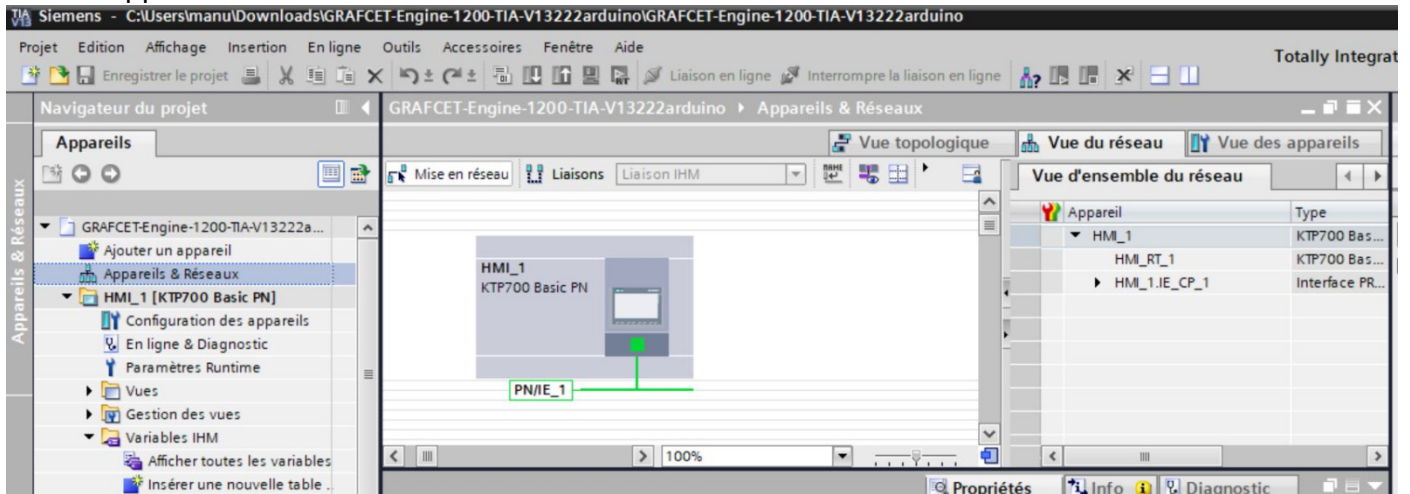 Siemens - C:\Users\manu\Downloads\GRAFCET-Engine-1200-TIA-V13222arduino\GRAFCET-Engine-1200-TIA-V13222arduino
Projet Edition Affichage Insertion En ligne Outils Accessoires Fenêtre Aide
Totally Integrat
Enregistrer le projet Liaison en ligne Interrompre la liaison en ligne
Navigateur du projet
GRAFCET-Engine-1200-TIA-V13222arduino Appareils & Réseaux
Appareils
Vue topologique Vue du réseau Vue des appareils
Mise en réseau Liaisons Liaison IHM
Vue d'ensemble du réseau
Appareils & Réseaux
GRAFCET-Engine-1200-TIA-V13222a...
Ajouter un appareil
Appareils & Réseaux
HMI_1 [KTP700 Basic PN]
Configuration des appareils
En ligne & Diagnostic
Paramètres Runtime
Vues
Gestion des vues
Variables IHM
Afficher toutes les variables
Insérer une nouvelle table .
HMI_1
KTP700 Basic PN
PN/IE_1
100%
Appareil Type
HMI_1 KTP700 Bas...
HMI_RT_1 KTP700 Bas...
HMI_1.IE_CP_1 Interface PR...
Propriétés Info Diagnostic